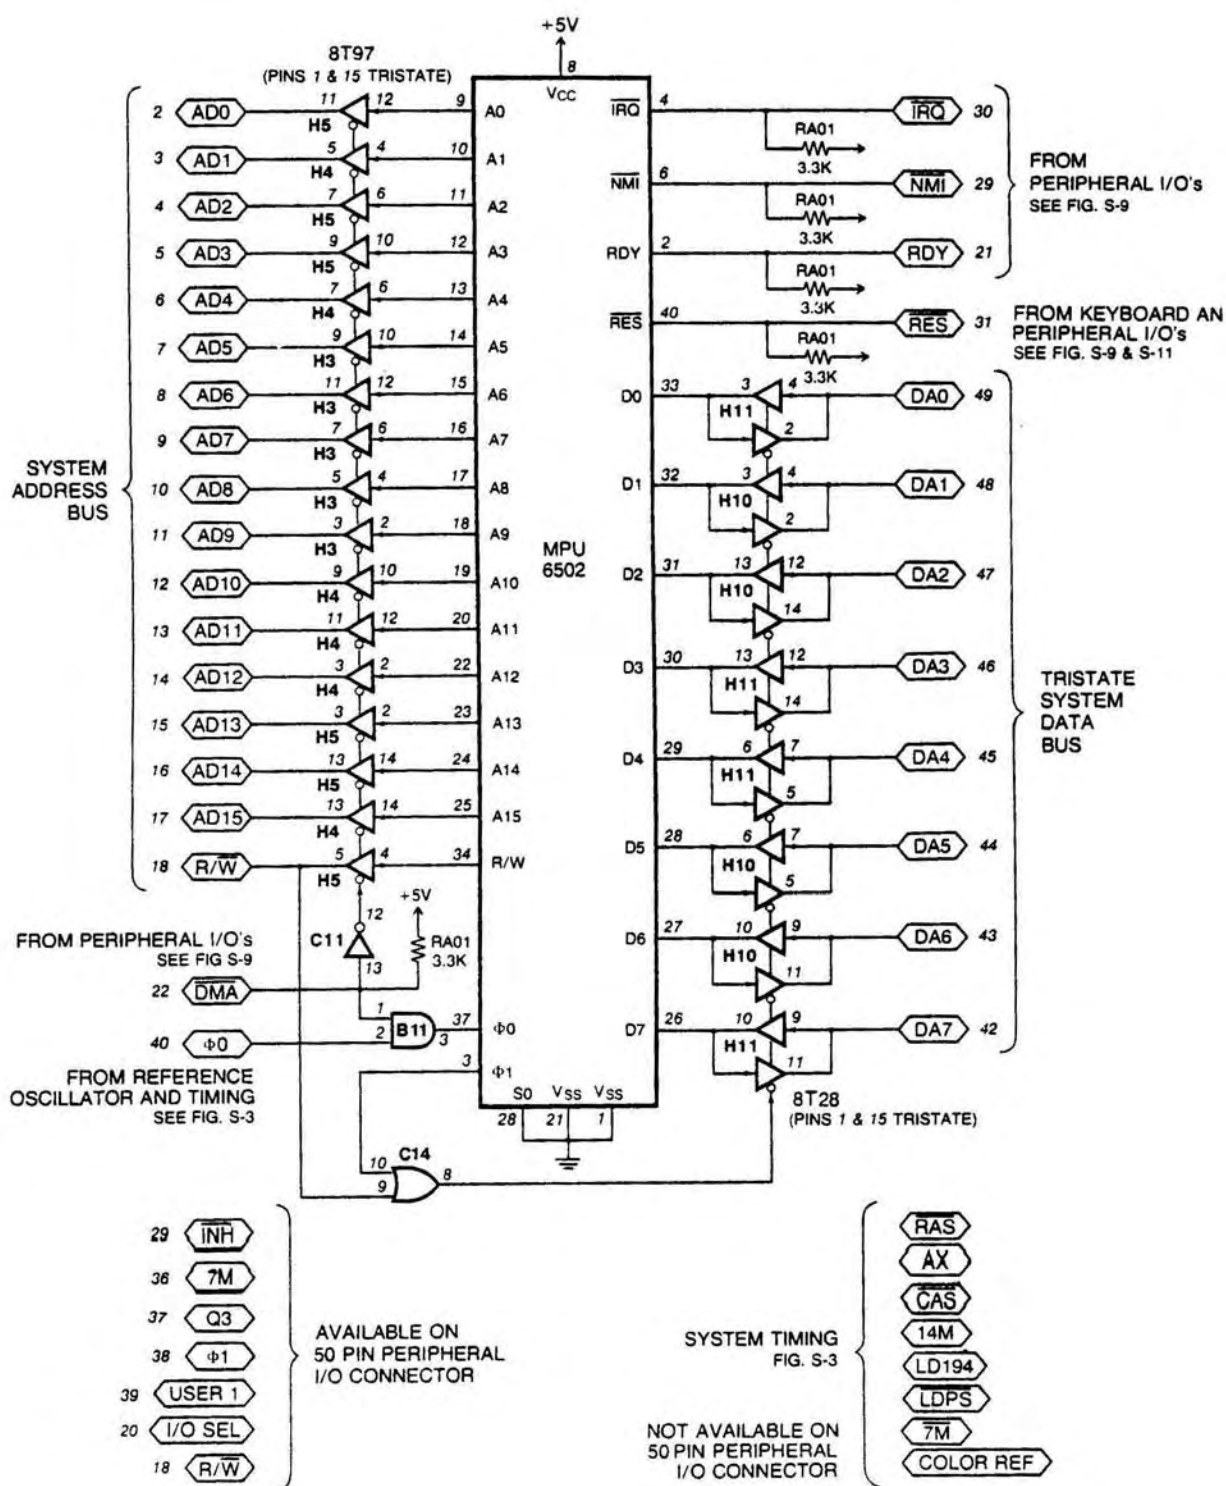 +5V
8T97
(PINS 1 & 15 TRISTATE)
8
VCC
2 AD0 11 12 9 A0
H5
3 AD1 5 4 10 A1
H4
4 AD2 7 6 11 A2
H5
5 AD3 9 10 12 A3
H5
6 AD4 7 6 13 A4
H4
7 AD5 9 10 14 A5
H3
8 AD6 11 12 15 A6
H3
9 AD7 7 6 16 A7
H3
10 AD8 5 4 17 A8
H3
11 AD9 3 2 18 A9
H3
12 AD10 9 10 19 A10
H4
13 AD11 11 12 20 A11
H4
14 AD12 3 2 22 A12
H4
15 AD13 3 2 23 A13
H5
16 AD14 13 14 24 A14
H5
17 AD15 13 14 25 A15
H4
18 R/W̅ 5 4 34 R/W
H5
SYSTEM
ADDRESS
BUS
MPU
6502
I̅R̅Q̅ 4 I̅R̅Q̅ 30
RA01
3.3K
N̅M̅I̅ 6 N̅M̅I̅ 29
RA01
3.3K
RDY 2 RDY 21
RA01
3.3K
R̅E̅S̅ 40 R̅E̅S̅ 31
RA01
3.3K
FROM
PERIPHERAL I/O's
SEE FIG. S-9
FROM KEYBOARD AN
PERIPHERAL I/O's
SEE FIG. S-9 & S-11
D0 33 3 4 DA0 49
H11
2
D1 32 3 4 DA1 48
H10
2
D2 31 13 12 DA2 47
H10
14
D3 30 13 12 DA3 46
H11
14
D4 29 6 7 DA4 45
H11
5
D5 28 6 7 DA5 44
H10
5
D6 27 10 9 DA6 43
H10
11
D7 26 10 9 DA7 42
H11
11
8T28
(PINS 1 & 15 TRISTATE)
TRISTATE
SYSTEM
DATA
BUS
12
C11
13
+5V
RA01
3.3K
FROM PERIPHERAL I/O's
SEE FIG S-9
22 D̅M̅A̅
1
2 B11 3 37 Φ0
40 Φ0
3 Φ1
FROM REFERENCE
OSCILLATOR AND TIMING
SEE FIG. S-3
S0 VSS VSS
28 21 1
C14
10
9
8
29 I̅N̅H̅
36 7M
37 Q3
38 Φ1
39 USER 1
20 I/O SEL
18 R/W̅
AVAILABLE ON
50 PIN PERIPHERAL
I/O CONNECTOR
SYSTEM TIMING
FIG. S-3
NOT AVAILABLE ON
50 PIN PERIPHERAL
I/O CONNECTOR
R̅A̅S̅
AX
C̅A̅S̅
14M
LD194
L̅D̅P̅S̅
7̅M̅
COLOR REF